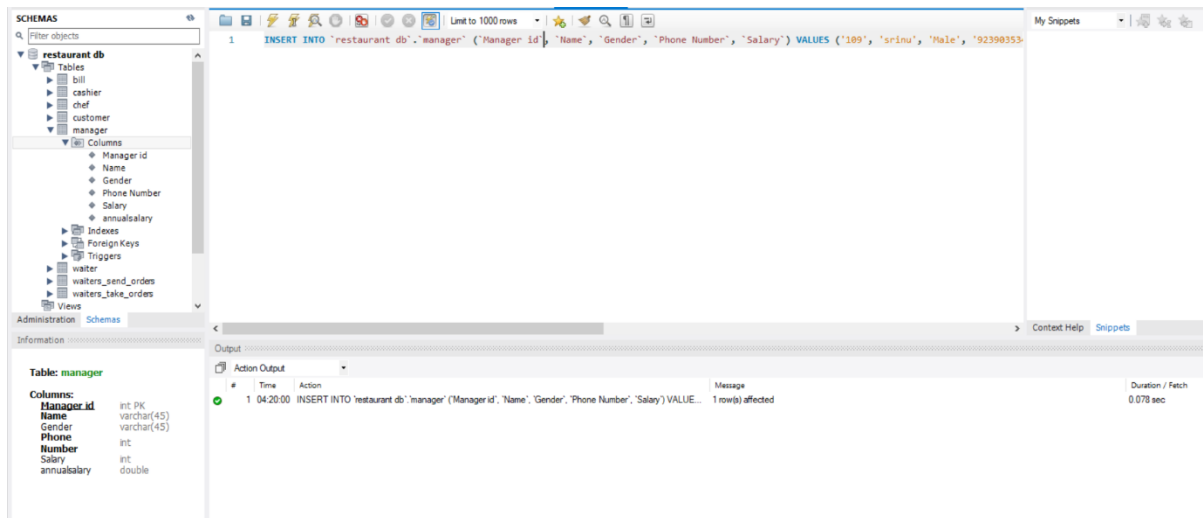 SCHEMAS
Filter objects
restaurant db
Tables
bill
cashier
chef
customer
manager
Columns
Manager id
Name
Gender
Phone Number
Salary
annualsalary
Indexes
Foreign Keys
Triggers
waiter
waiters_send_orders
waiters_take_orders
Views
Administration Schemas
Information
Table: manager
Columns:
Manager id int PK
Name varchar(45)
Gender varchar(45)
Phone
Number int
Salary int
annualsalary double
Limit to 1000 rows
1 INSERT INTO `restaurant db`.`manager` (`Manager id`, `Name`, `Gender`, `Phone Number`, `Salary`) VALUES ('109', 'srinu', 'Male', '92390353
My Snippets
Context Help Snippets
Output
Action Output
# Time Action Message Duration / Fetch
1 04:20:00 INSERT INTO `restaurant db`.`manager` (`Manager id`, `Name`, `Gender`, `Phone Number`, `Salary`) VALUE... 1 row(s) affected 0.078 sec